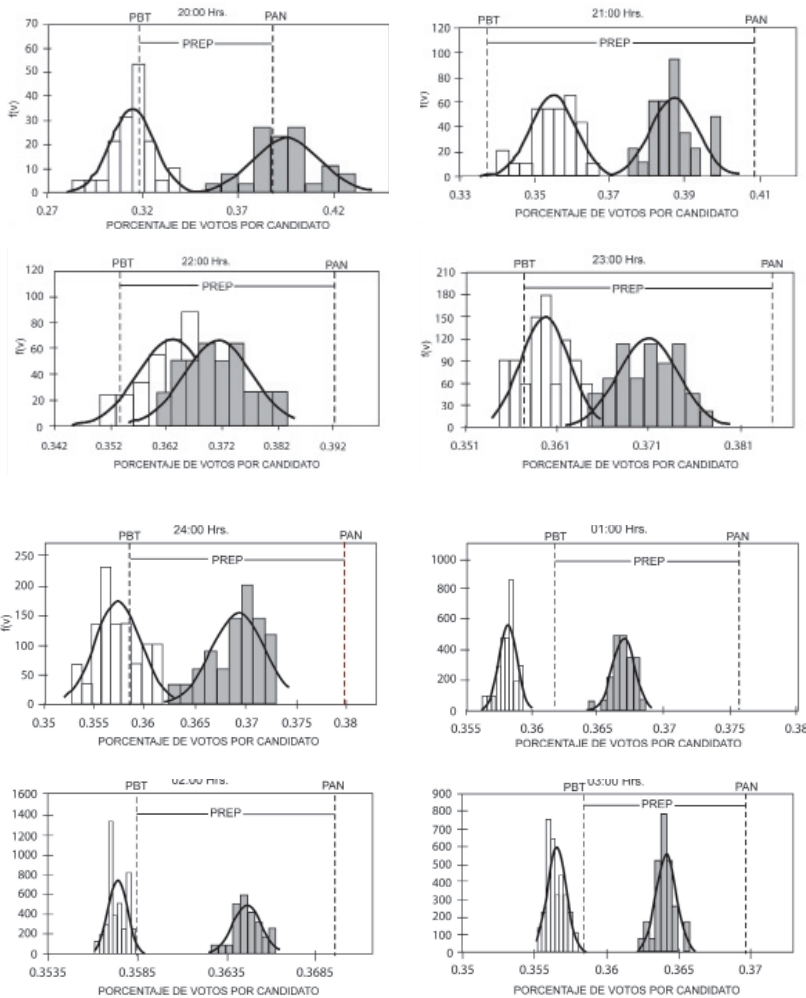 20:00 Hrs.
PBT PAN
PREP
70
60
50
40
30
20
10
0
f(v)
0.27 0.32 0.37 0.42
PORCENTAJE DE VOTOS POR CANDIDATO
21:00 Hrs.
PBT PAN
PREP
120
100
80
60
40
20
0
f(v)
0.33 0.35 0.37 0.39 0.41
PORCENTAJE DE VOTOS POR CANDIDATO
22:00 Hrs.
PBT PAN
PREP
120
100
80
60
40
20
0
f(v)
0.342 0.352 0.362 0.372 0.382 0.392
PORCENTAJE DE VOTOS POR CANDIDATO
23:00 Hrs.
PBT PAN
PREP
210
180
150
120
90
60
30
0
f(v)
0.351 0.361 0.371 0.381
PORCENTAJE DE VOTOS POR CANDIDATO
24:00 Hrs.
PBT PAN
PREP
250
200
150
100
50
0
f(v)
0.35 0.355 0.36 0.365 0.37 0.375 0.38
PORCENTAJE DE VOTOS POR CANDIDATO
01:00 Hrs.
PBT PAN
PREP
1000
800
600
400
200
0
0.355 0.36 0.365 0.37 0.375 0.38
PORCENTAJE DE VOTOS POR CANDIDATO
02:00 Hrs.
PBT PAN
PREP
1600
1400
1200
1000
800
600
400
200
0
0.3535 0.3585 0.3635 0.3685
PORCENTAJE DE VOTOS POR CANDIDATO
03:00 Hrs.
PBT PAN
PREP
900
800
700
600
500
400
300
200
100
0
0.35 0.355 0.36 0.365 0.37
PORCENTAJE DE VOTOS POR CANDIDATO